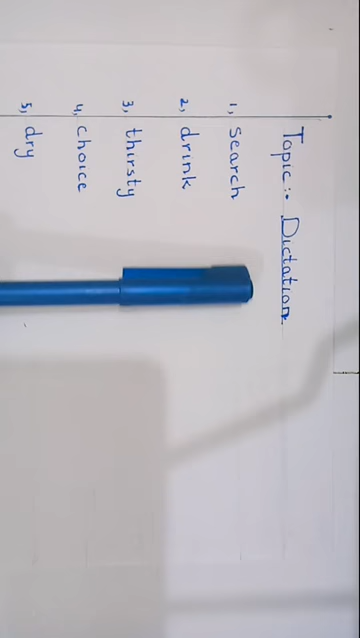 Topic:- Dictation
1, search
2, drink
3, thirsty
4, choice
5, dry